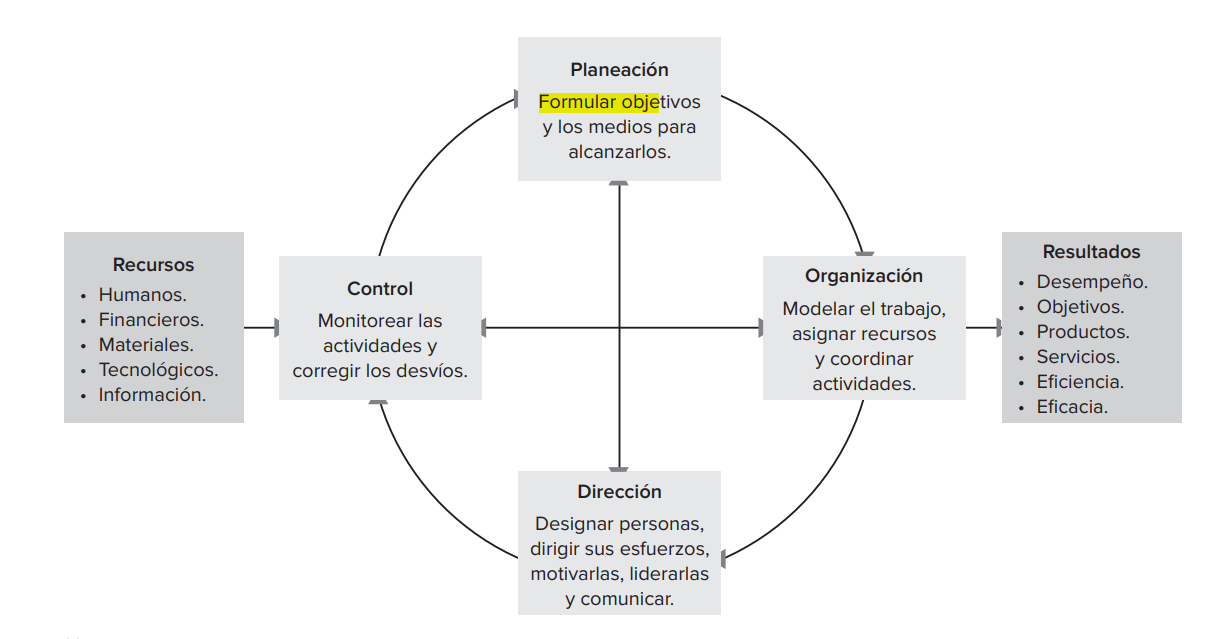 Planeación
Formular objetivos
y los medios para
alcanzarlos.
Recursos
• Humanos.
• Financieros.
• Materiales.
• Tecnológicos.
• Información.
Control
Monitorear las
actividades y
corregir los desvíos.
Organización
Modelar el trabajo,
asignar recursos
y coordinar
actividades.
Resultados
• Desempeño.
• Objetivos.
• Productos.
• Servicios.
• Eficiencia.
• Eficacia.
Dirección
Designar personas,
dirigir sus esfuerzos,
motivarlas, liderarlas
y comunicar.